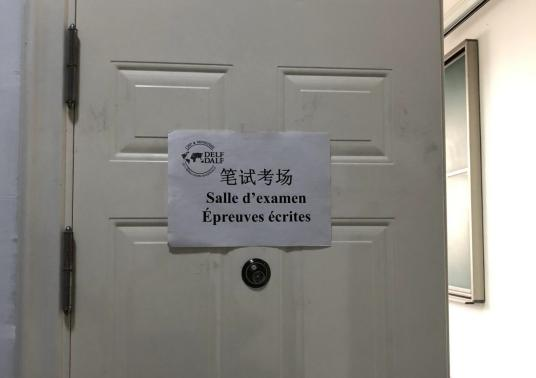 DELF
DALF
笔试考场
Salle d'examen
Épreuves écrites